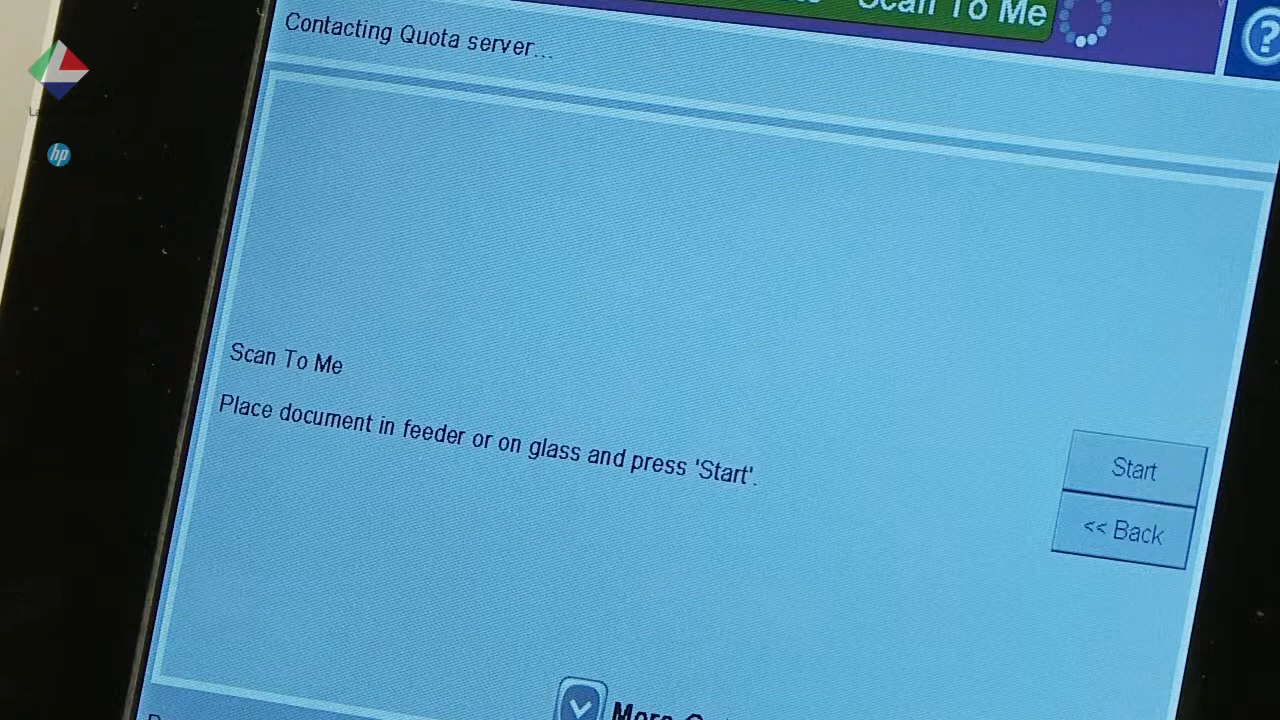 Scan To Me
Contacting Quota server...
hp
Scan To Me
Place document in feeder or on glass and press 'Start'.
Start
<< Back
More